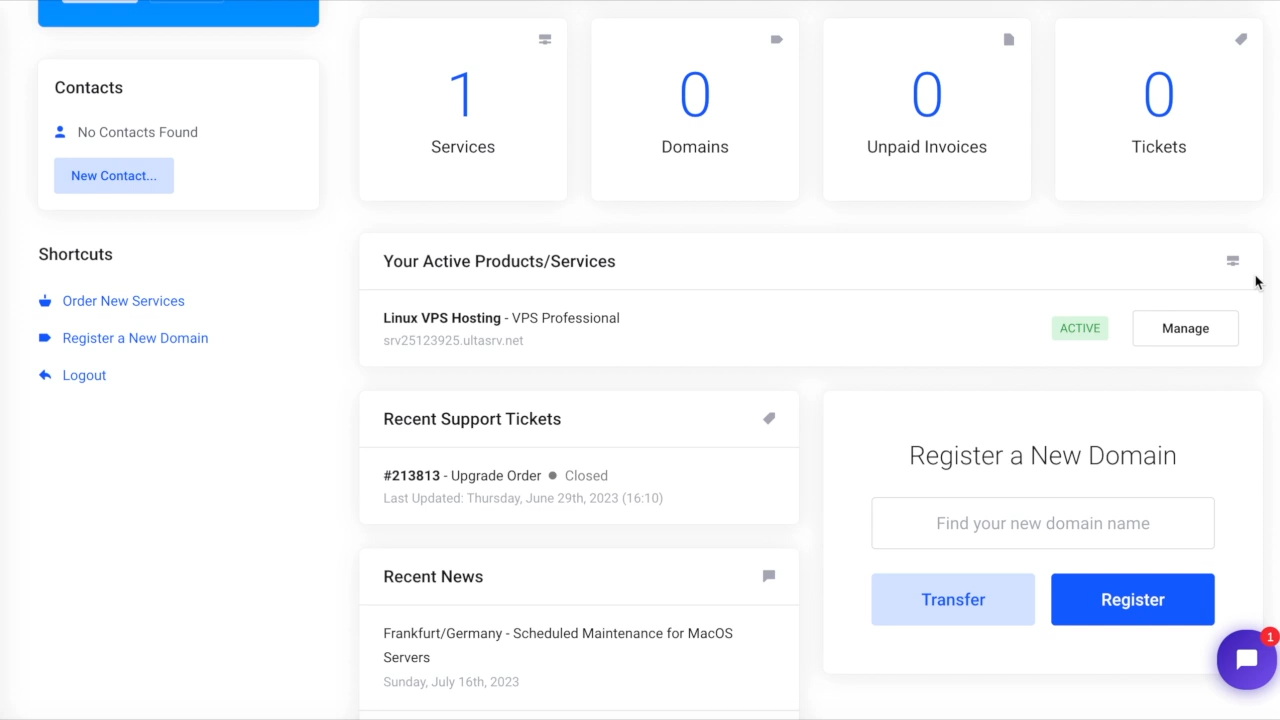 Contacts
No Contacts Found
New Contact...
Shortcuts
Order New Services
Register a New Domain
Logout
1
Services
0
Domains
0
Unpaid Invoices
0
Tickets
Your Active Products/Services
Linux VPS Hosting - VPS Professional
srv25123925.ultasrv.net
ACTIVE
Manage
Recent Support Tickets
#213813 - Upgrade Order ● Closed
Last Updated: Thursday, June 29th, 2023 (16:10)
Recent News
Frankfurt/Germany - Scheduled Maintenance for MacOS
Servers
Sunday, July 16th, 2023
Register a New Domain
Find your new domain name
Transfer
Register
1